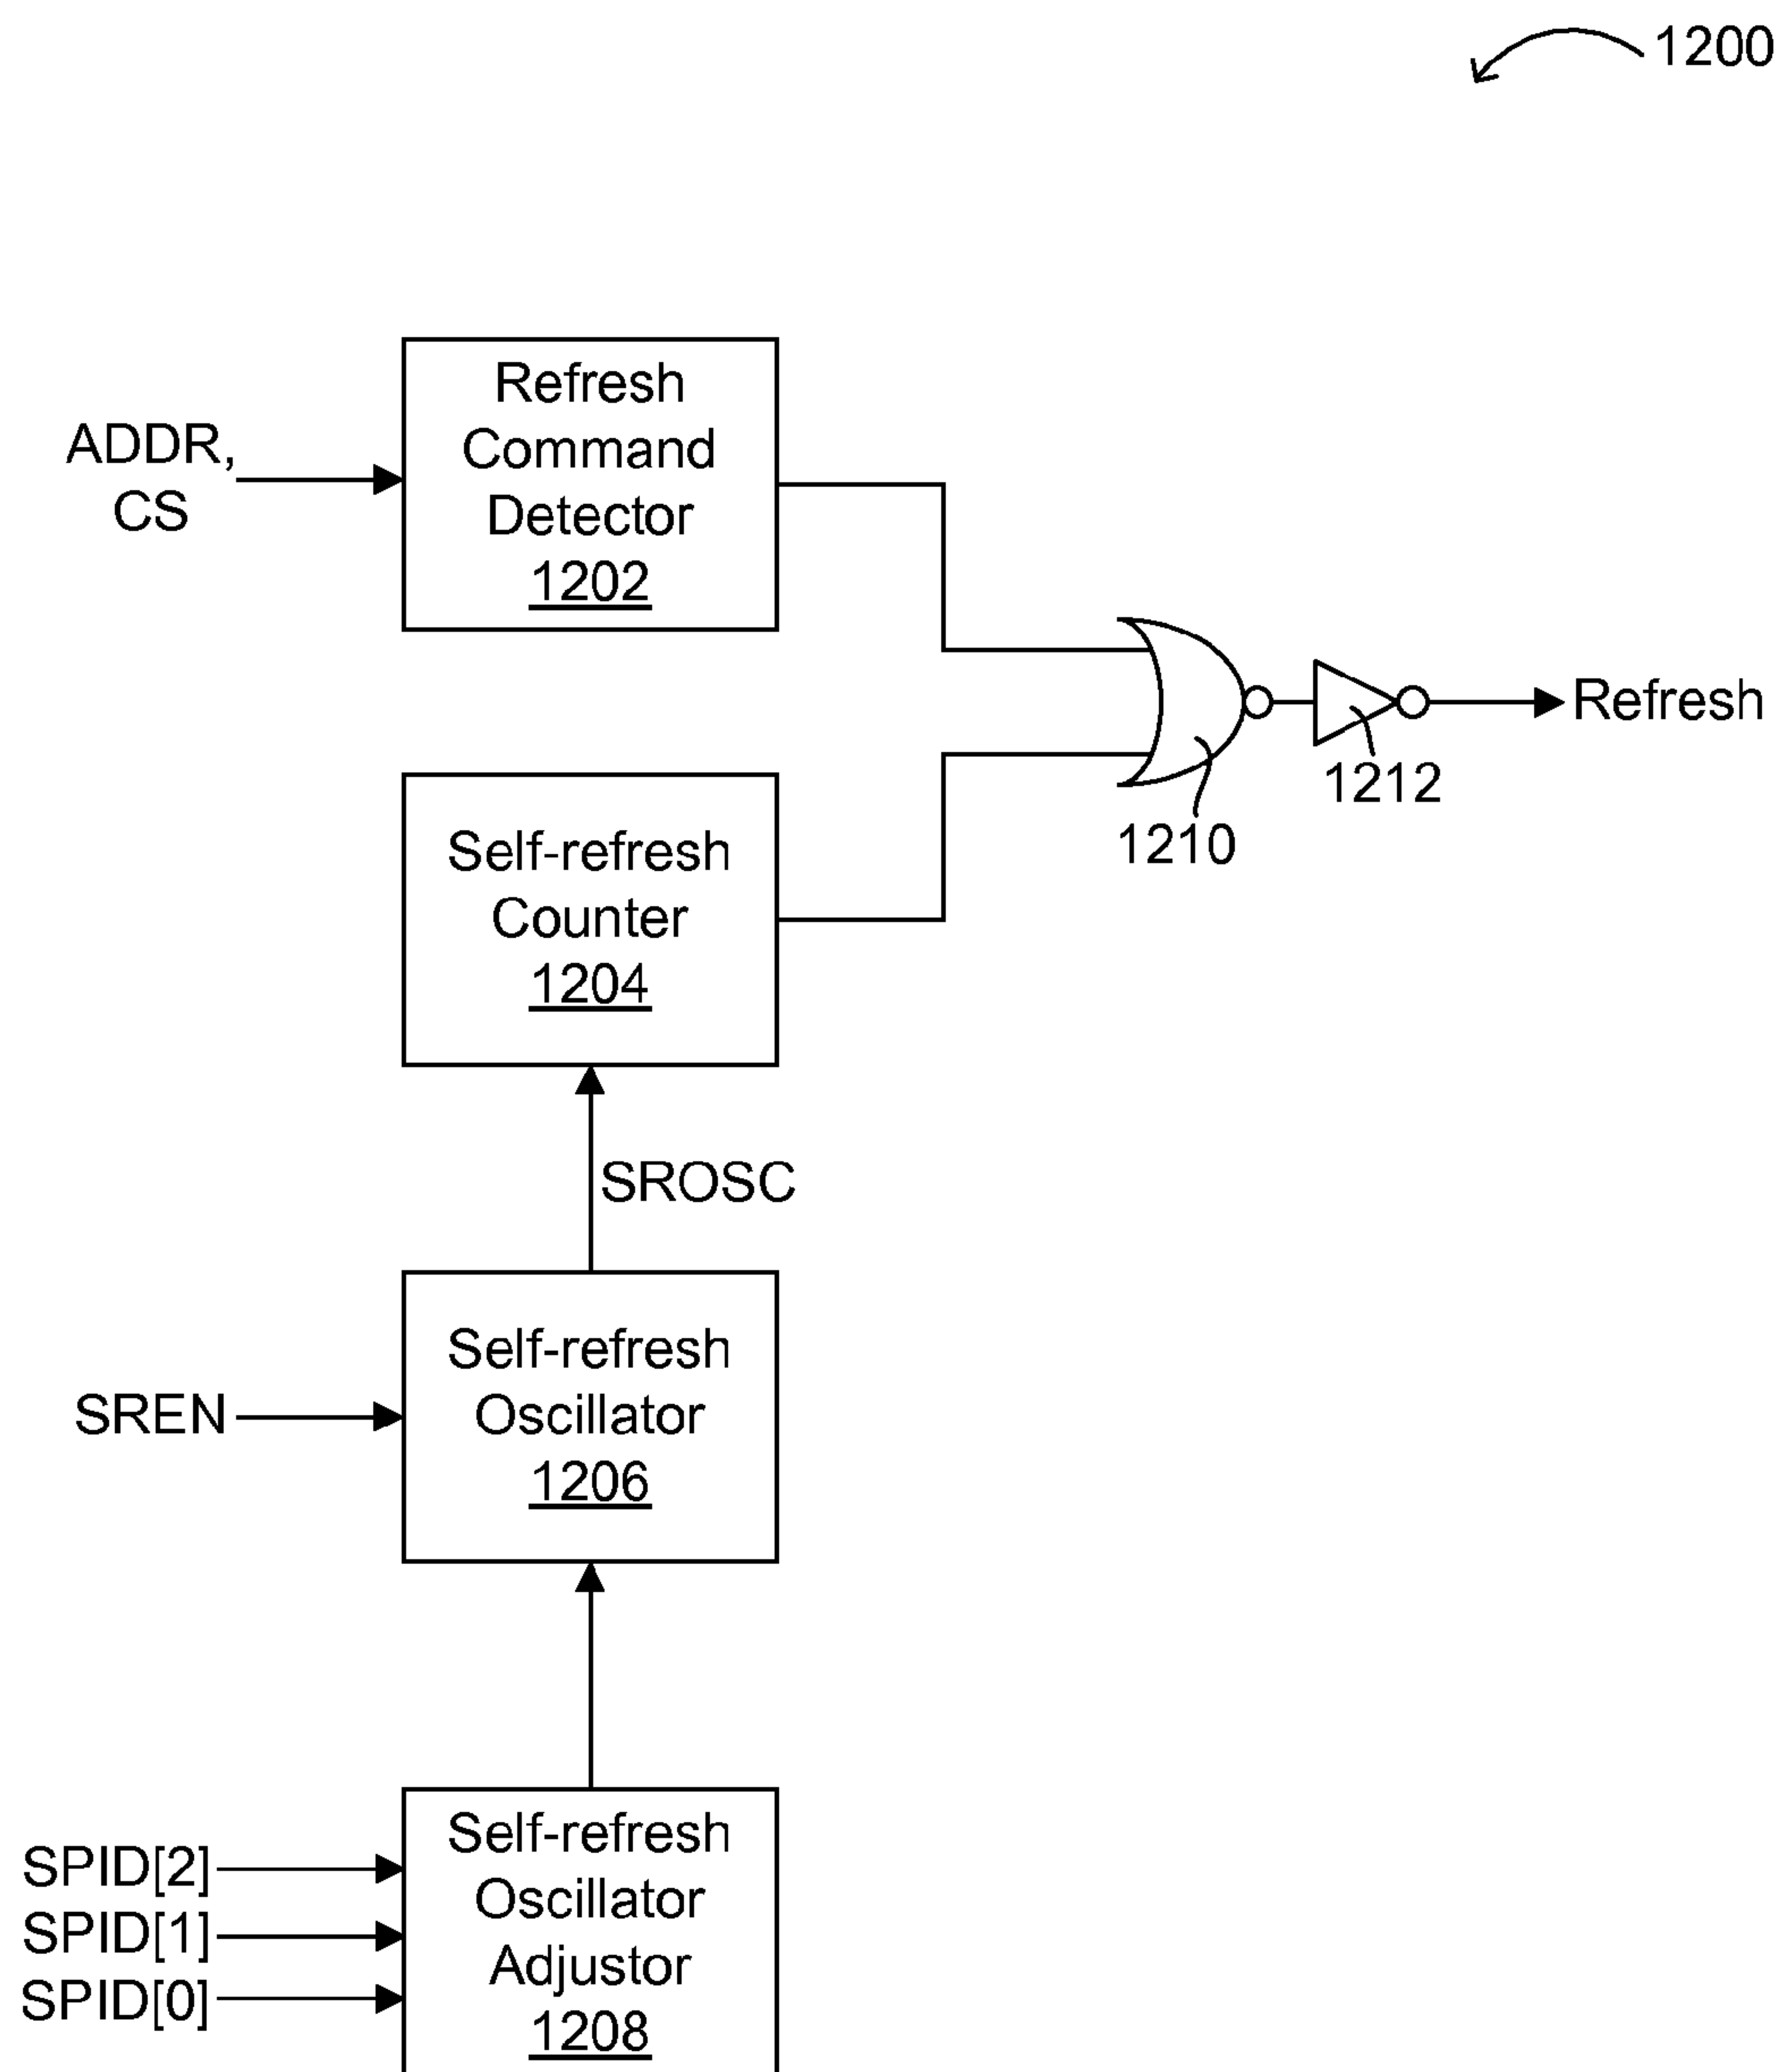 1200
Refresh
Command
Detector
1202
ADDR,
CS
Refresh
1212
1210
Self-refresh
Counter
1204
SROSC
Self-refresh
Oscillator
1206
SREN
Self-refresh
Oscillator
Adjustor
1208
SPID[2]
SPID[1]
SPID[0]